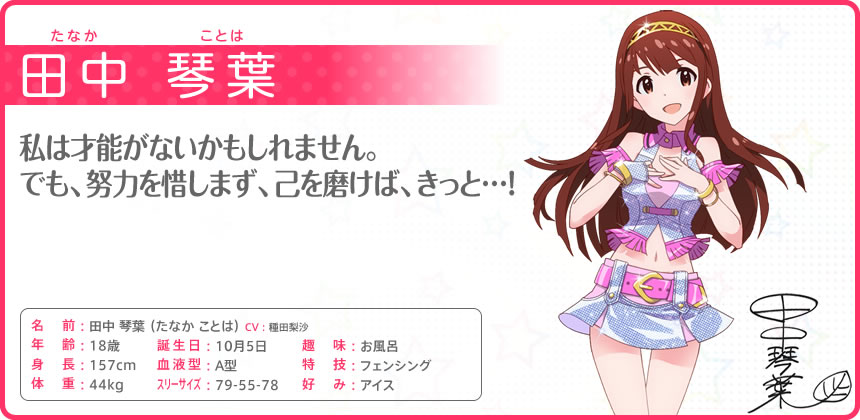 たなか ことは
田中 琴葉
私は才能がないかもしれません。
でも、努力を惜しまず、己を磨けば、きっと…!
名 前：田中 琴葉 (たなか ことは) CV：種田梨沙
年 齢：18歳 誕生日：10月5日 趣 味：お風呂
身 長：157cm 血液型：A型 特 技：フェンシング
体 重：44kg スリーサイズ：79-55-78 好 み：アイス
田中琴葉